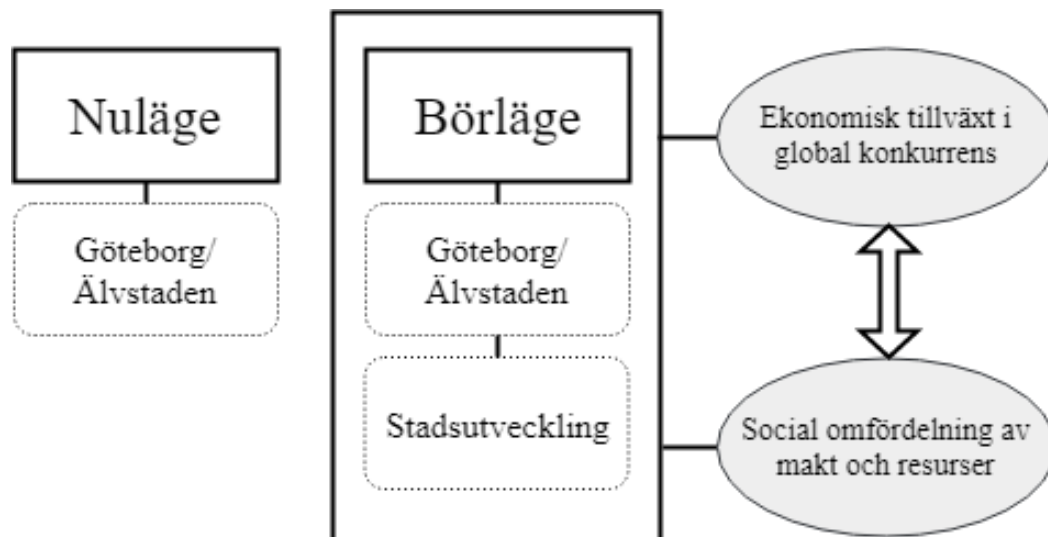 Nuläge
Göteborg/
Älvstaden
Börläge
Göteborg/
Älvstaden
Stadsutveckling
Ekonomisk tillväxt i
global konkurrens
Social omfördelning av
makt och resurser